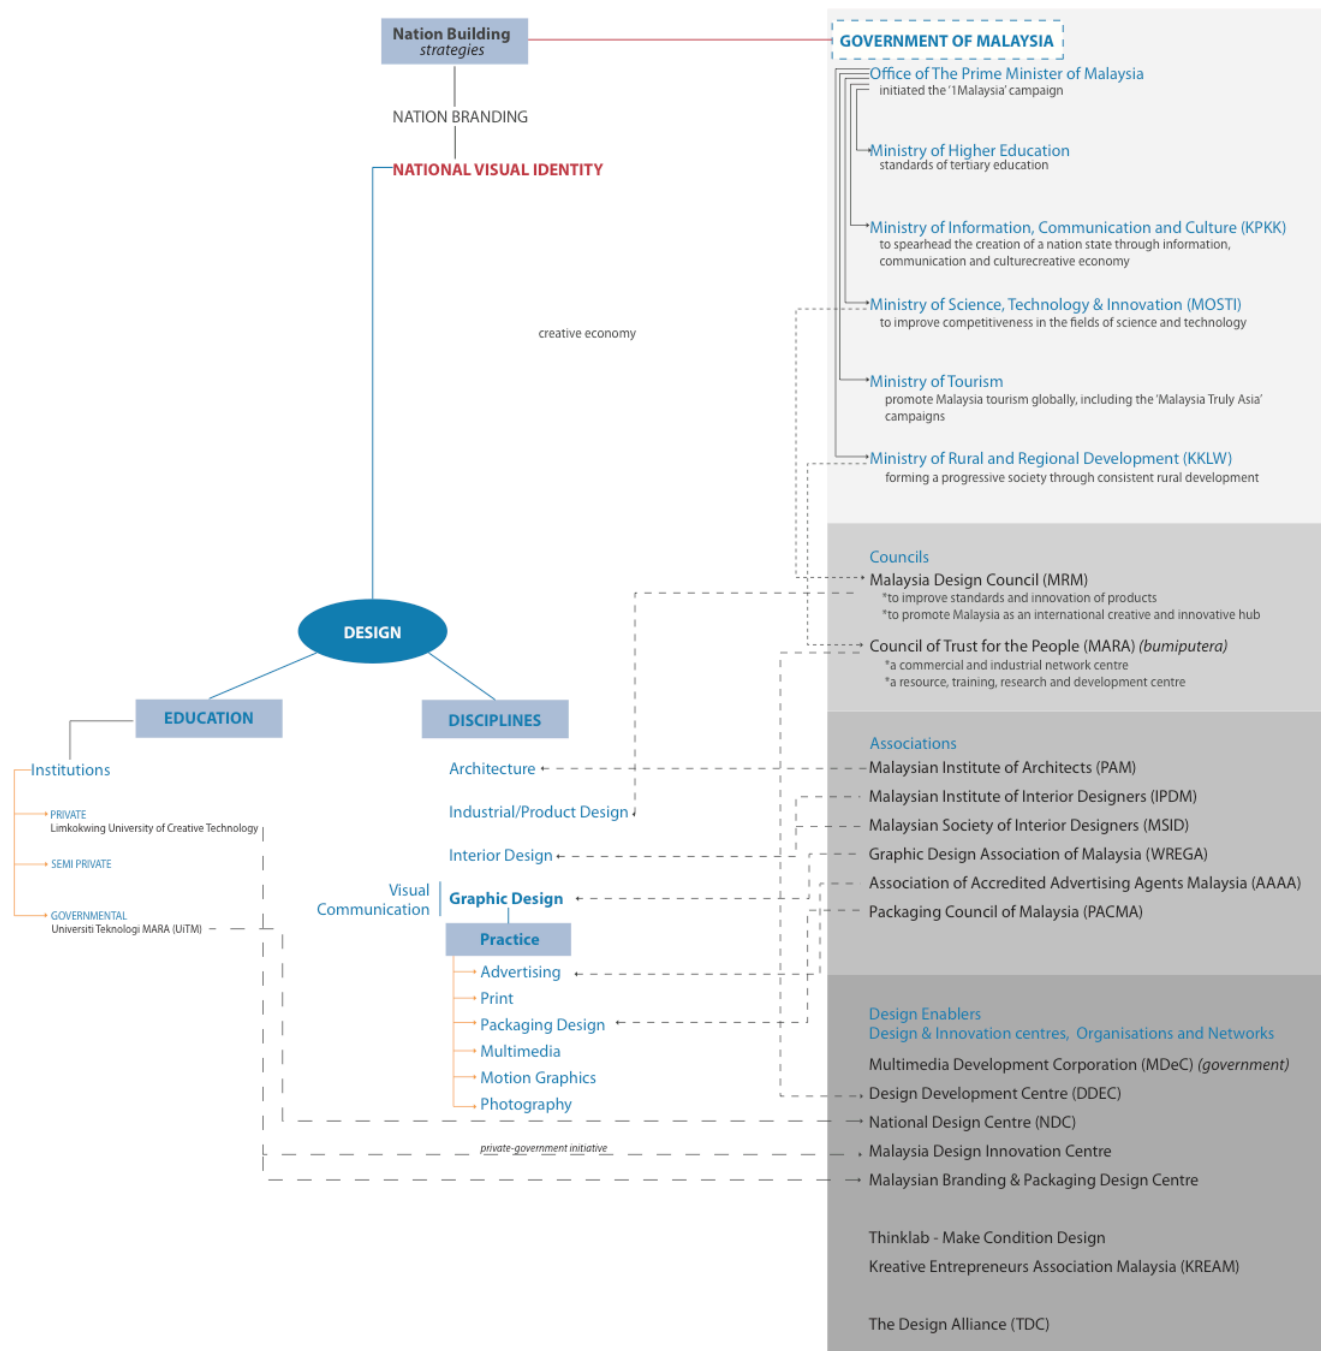 Nation Building
strategies
NATION BRANDING
NATIONAL VISUAL IDENTITY
creative economy
DESIGN
EDUCATION
Institutions
PRIVATE
Limkokwing University of Creative Technology
SEMI PRIVATE
GOVERNMENTAL
Universiti Teknologi MARA (UiTM)
DISCIPLINES
Architecture
Industrial/Product Design
Interior Design
Visual
Communication
Graphic Design
Practice
Advertising
Print
Packaging Design
Multimedia
Motion Graphics
Photography
private-government initiative
GOVERNMENT OF MALAYSIA
Office of The Prime Minister of Malaysia
initiated the '1Malaysia' campaign
Ministry of Higher Education
standards of tertiary education
Ministry of Information, Communication and Culture (KPKK)
to spearhead the creation of a nation state through information,
communication and culturecreative economy
Ministry of Science, Technology & Innovation (MOSTI)
to improve competitiveness in the fields of science and technology
Ministry of Tourism
promote Malaysia tourism globally, including the 'Malaysia Truly Asia'
campaigns
Ministry of Rural and Regional Development (KKLW)
forming a progressive society through consistent rural development
Councils
Malaysia Design Council (MRM)
*to improve standards and innovation of products
*to promote Malaysia as an international creative and innovative hub
Council of Trust for the People (MARA) (bumiputera)
*a commercial and industrial network centre
*a resource, training, research and development centre
Associations
Malaysian Institute of Architects (PAM)
Malaysian Institute of Interior Designers (IPDM)
Malaysian Society of Interior Designers (MSID)
Graphic Design Association of Malaysia (WREGA)
Association of Accredited Advertising Agents Malaysia (AAAA)
Packaging Council of Malaysia (PACMA)
Design Enablers
Design & Innovation centres, Organisations and Networks
Multimedia Development Corporation (MDeC) (government)
Design Development Centre (DDEC)
National Design Centre (NDC)
Malaysia Design Innovation Centre
Malaysian Branding & Packaging Design Centre
Thinklab - Make Condition Design
Kreative Entrepreneurs Association Malaysia (KREAM)
The Design Alliance (TDC)